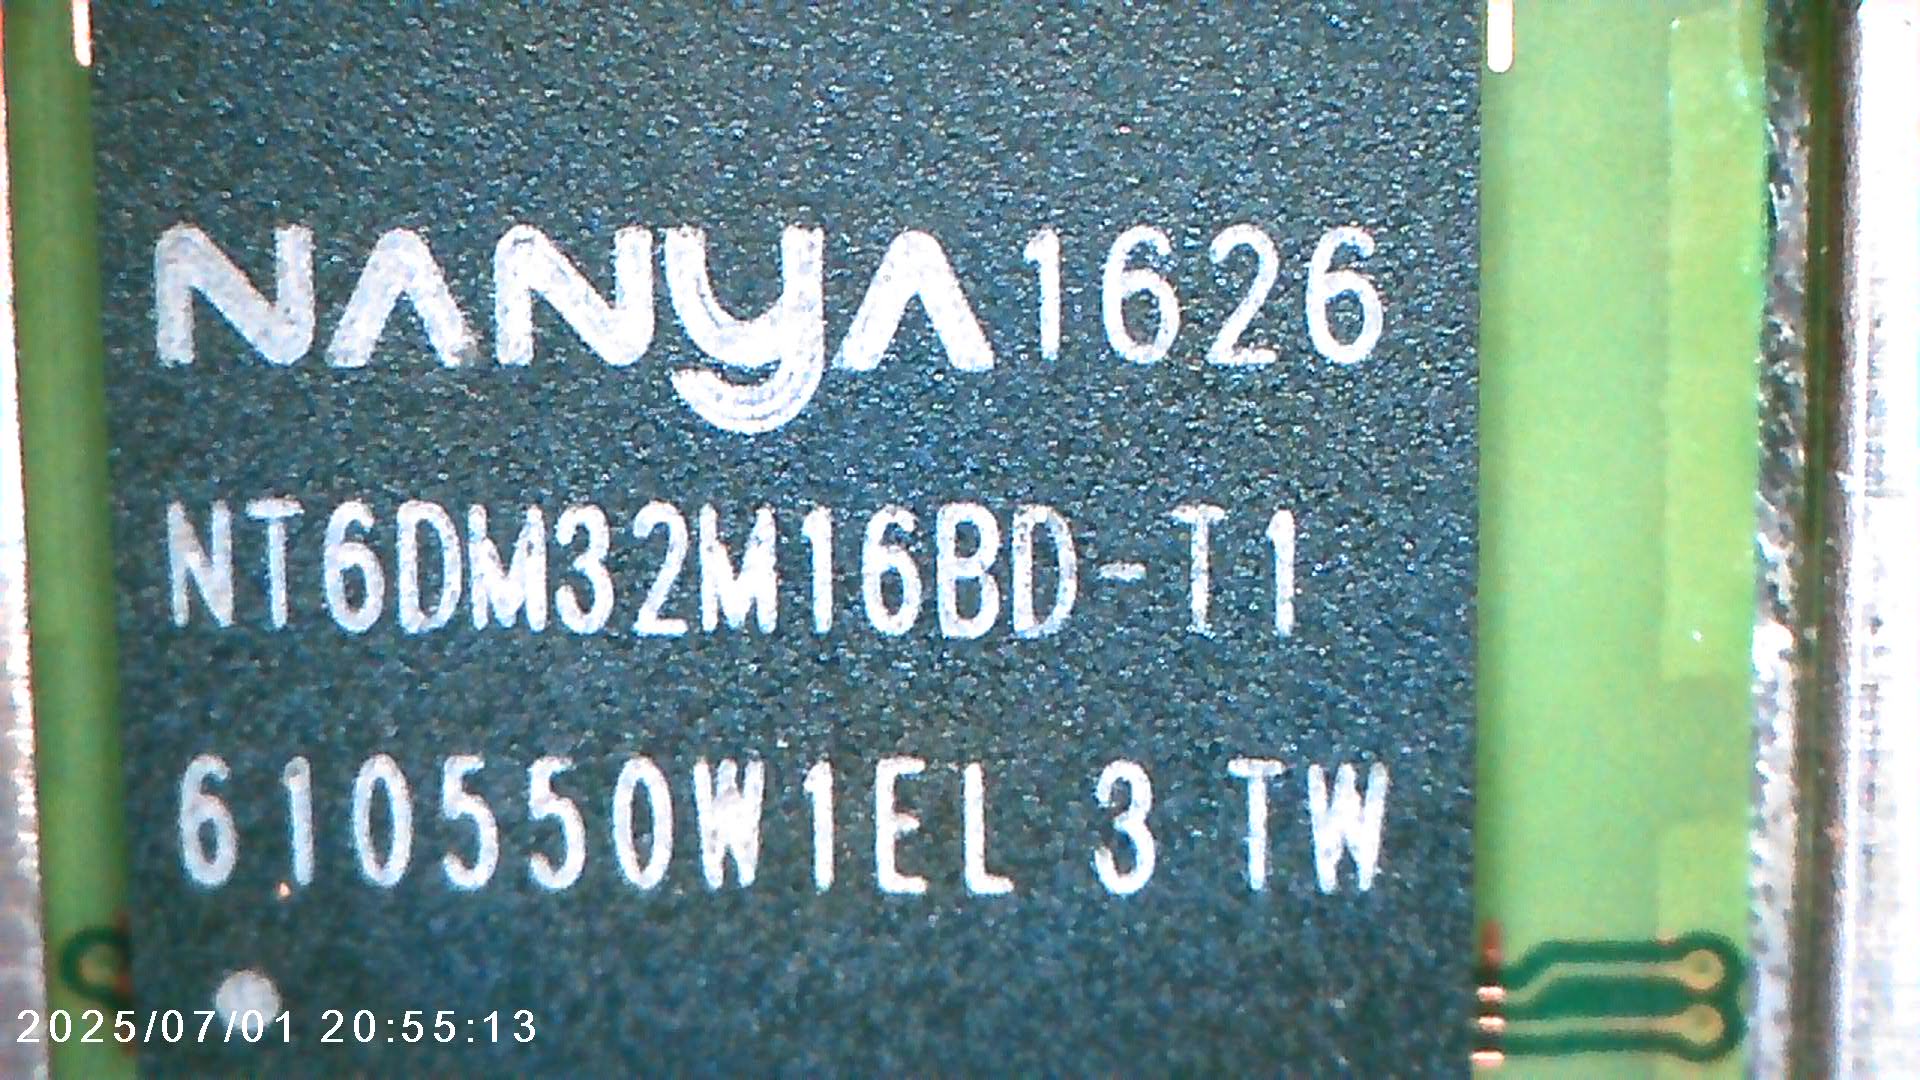 NANYA 1626
NT6DM32M16BD-T1
610550W1EL 3 TW
2025/07/01 20:55:13